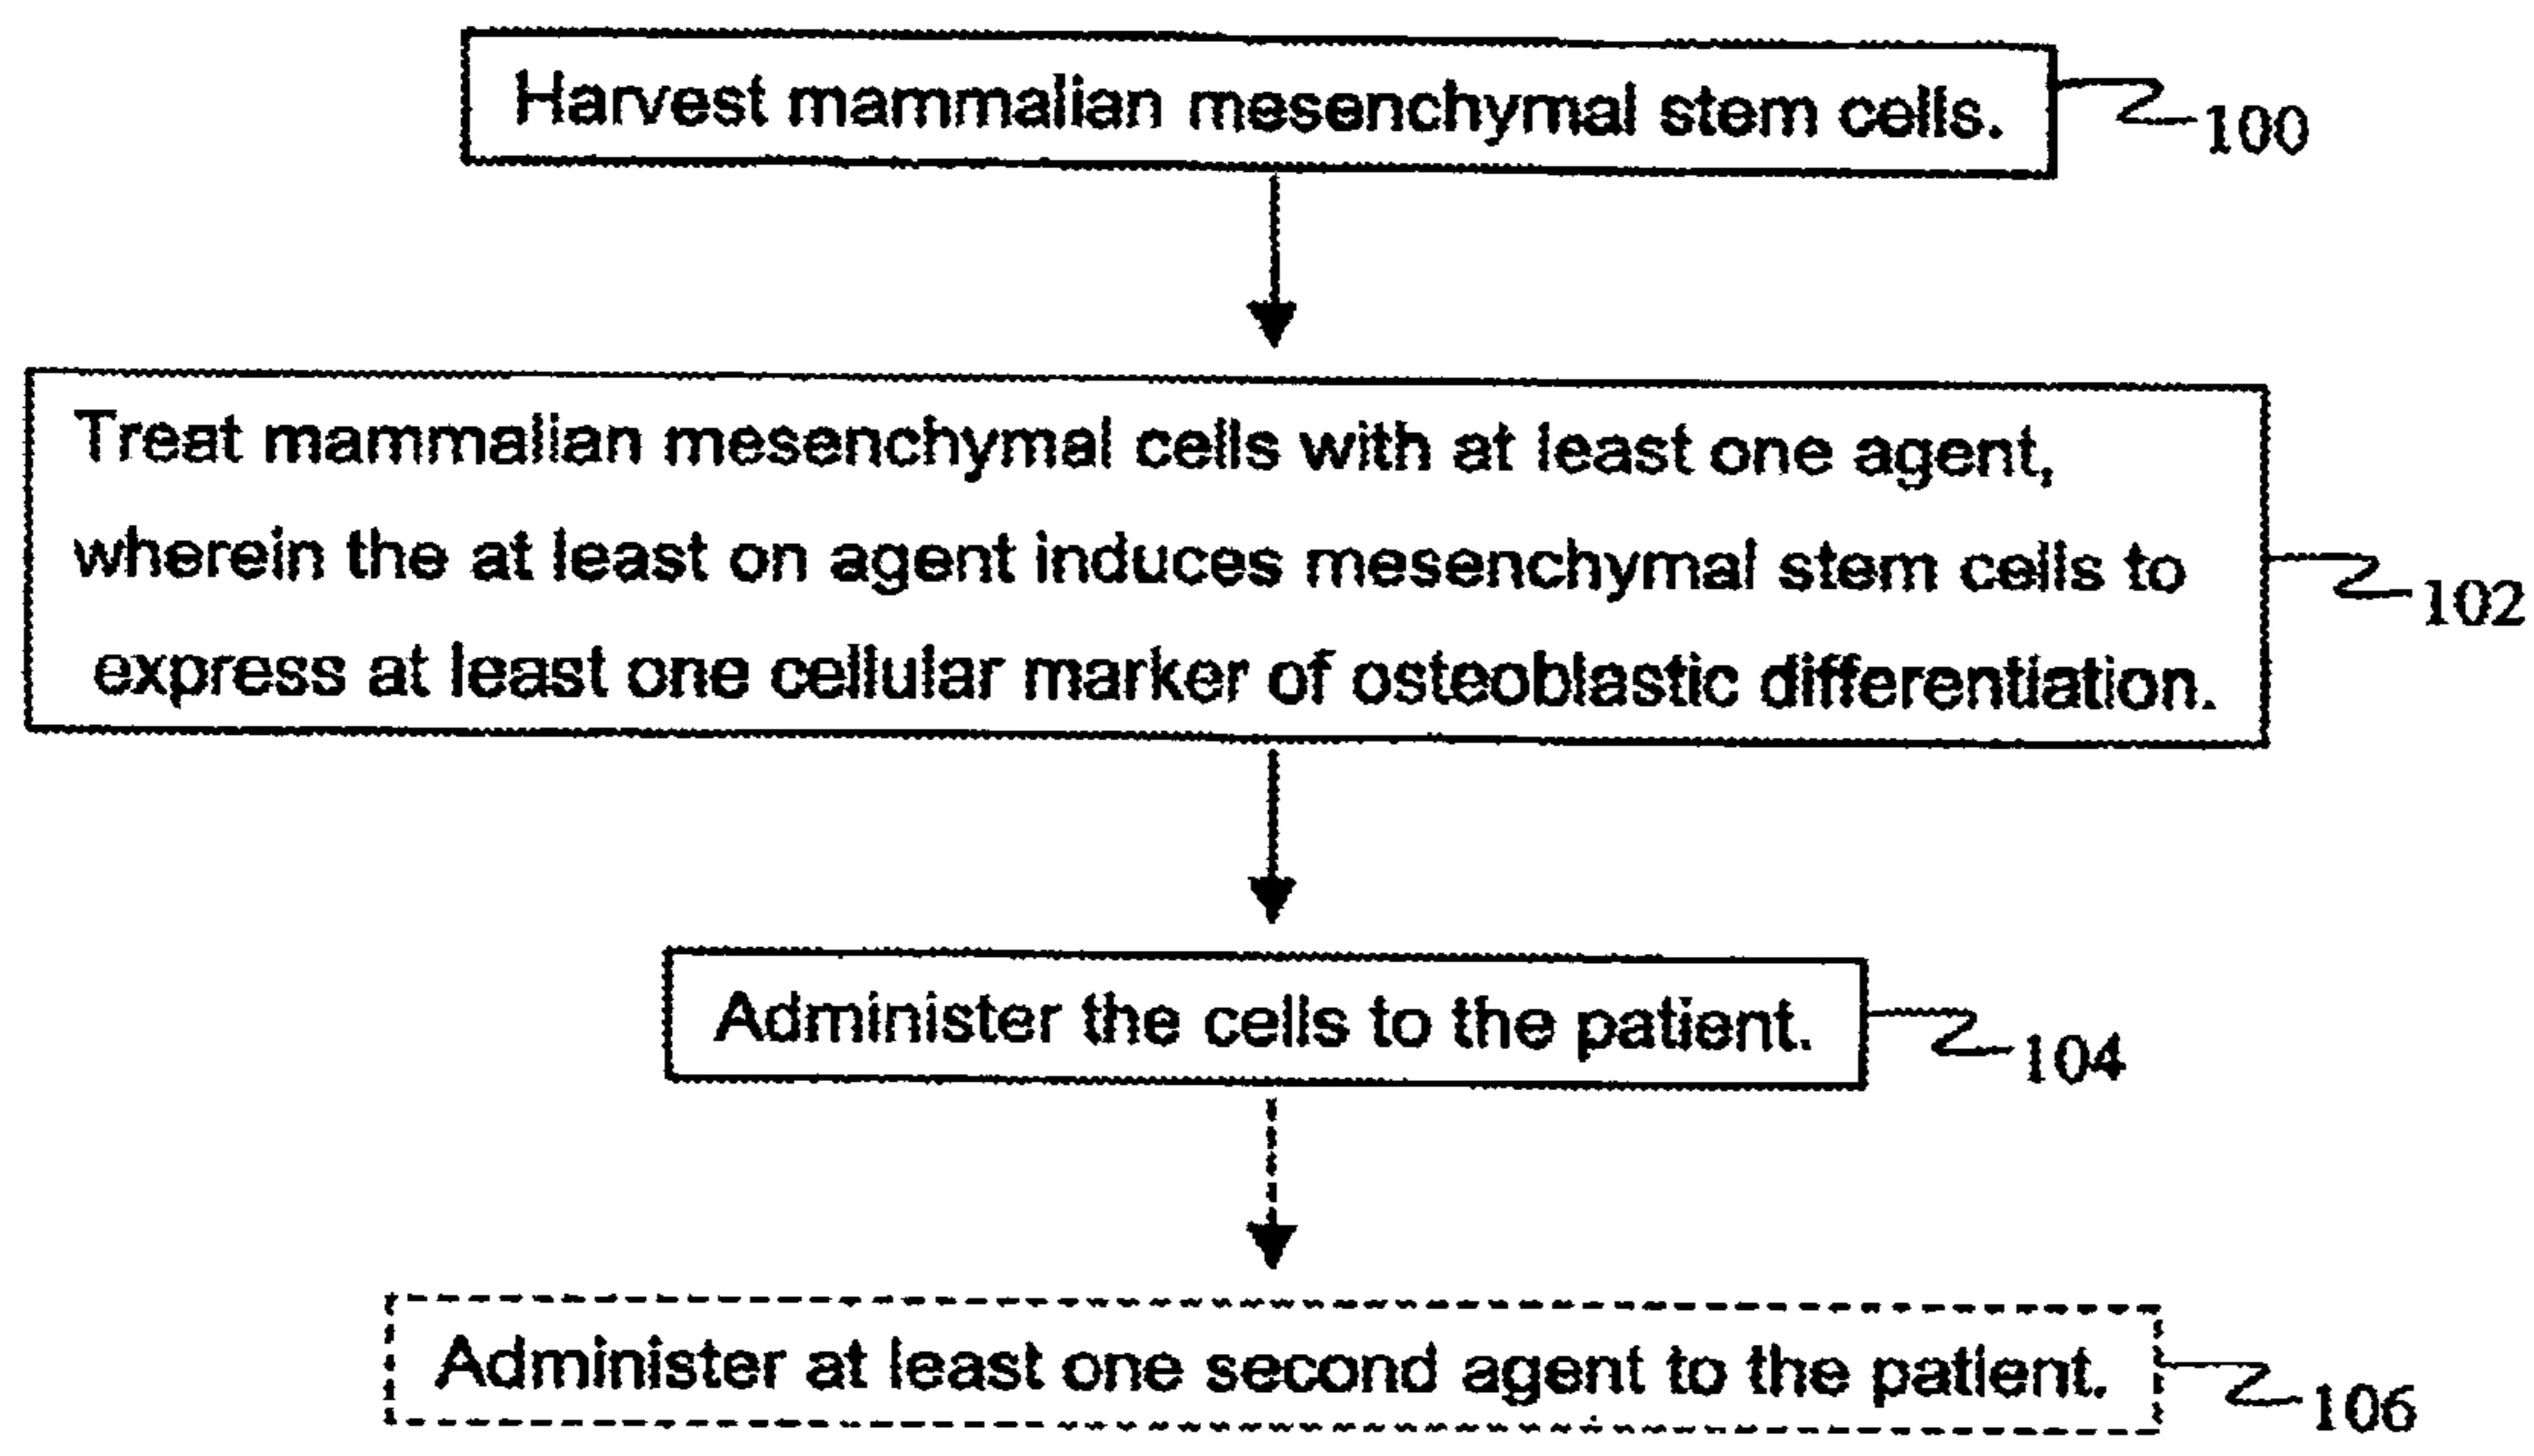 Harvest mammalian mesenchymal stem cells.
100
Treat mammalian mesenchymal cells with at least one agent,
wherein the at least on agent induces mesenchymal stem cells to
102
express at least one cellular marker of osteoblastic differentiation.
Administer the cells to the patient.
104
Administer at least one second agent to the patient.
106